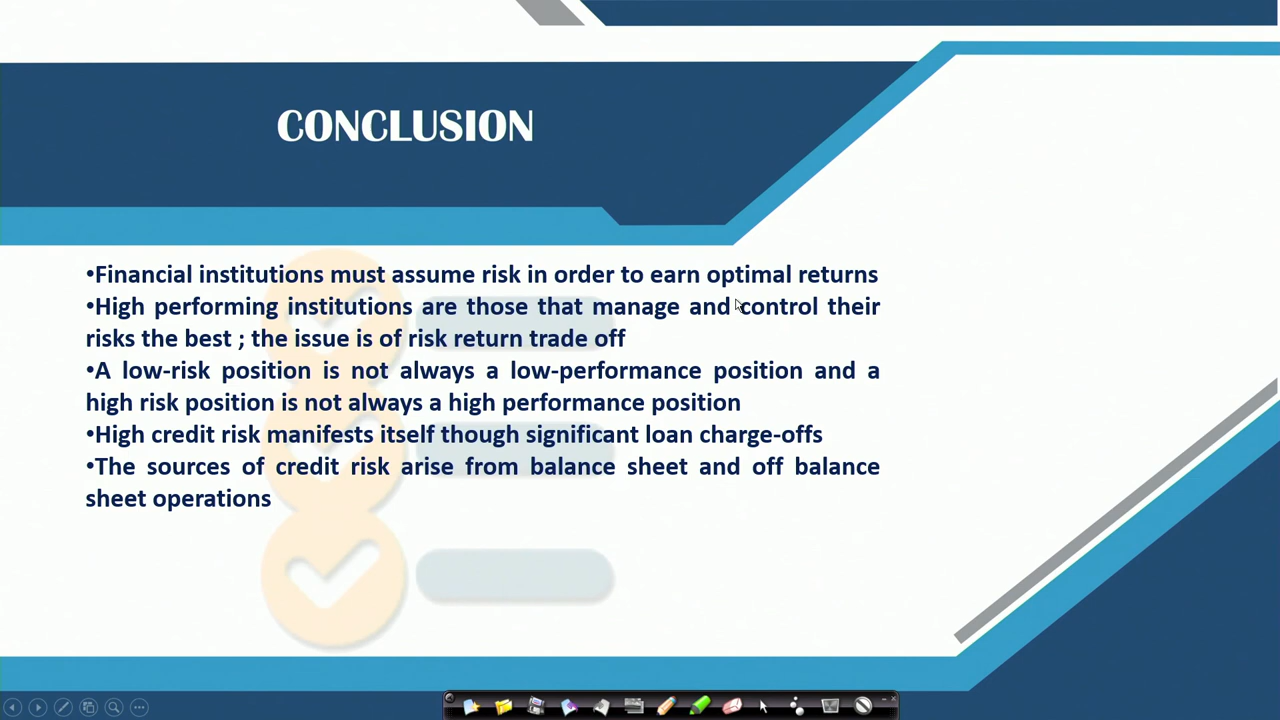 CONCLUSION
•Financial institutions must assume risk in order to earn optimal returns
•High performing institutions are those that manage and control their
risks the best ; the issue is of risk return trade off
•A low-risk position is not always a low-performance position and a
high risk position is not always a high performance position
•High credit risk manifests itself though significant loan charge-offs
•The sources of credit risk arise from balance sheet and off balance
sheet operations